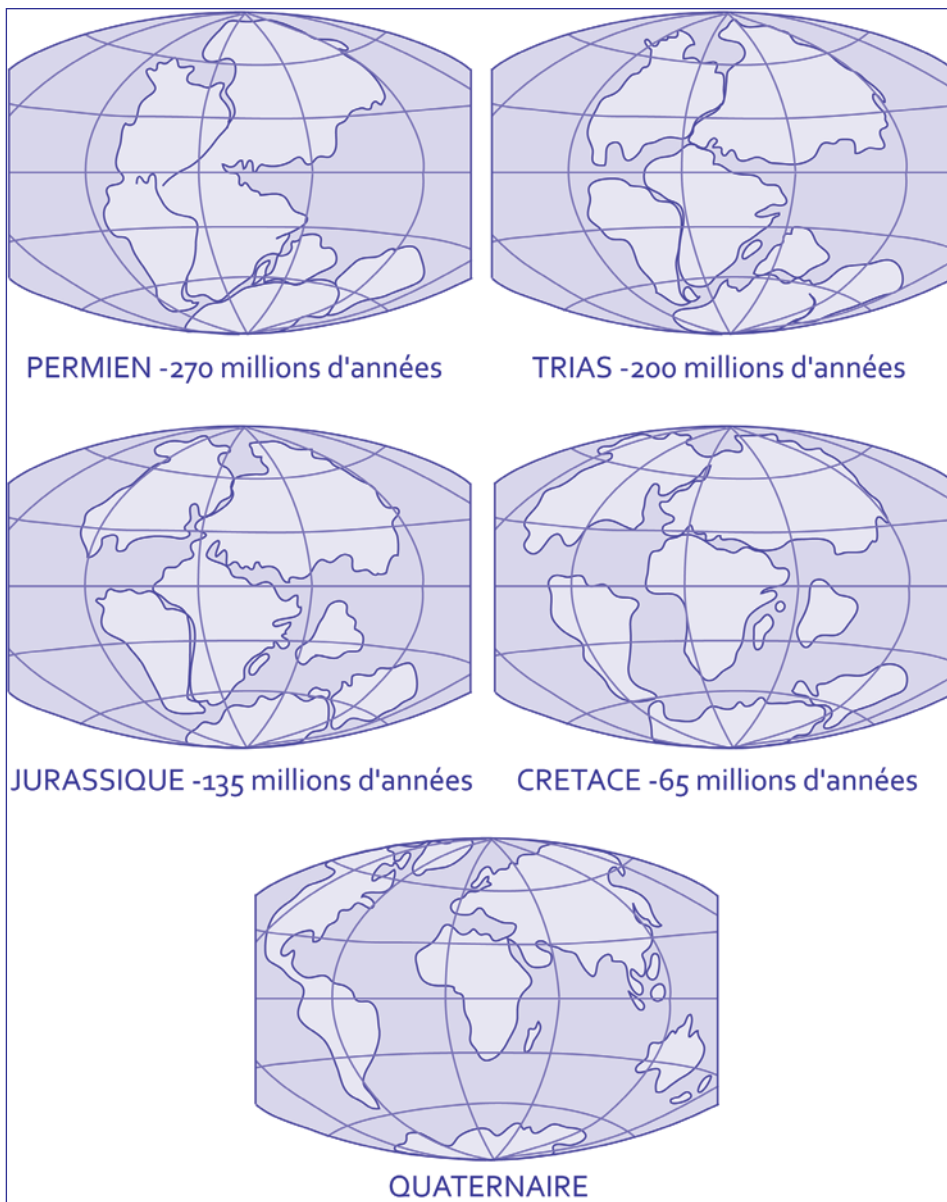 PERMIEN -270 millions d'années
TRIAS -200 millions d'années
JURASSIQUE -135 millions d'années
CRETACE -65 millions d'années
QUATERNAIRE